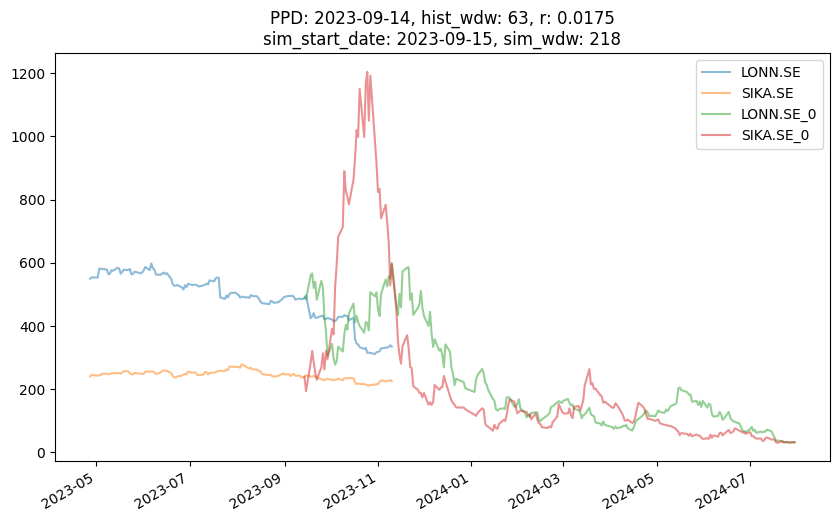 PPD: 2023-09-14, hist_wdw: 63, r: 0.0175
sim_start_date: 2023-09-15, sim_wdw: 218
1200
1000
800
600
400
200
0
LONN.SE
SIKA.SE
LONN.SE_0
SIKA.SE_0
2023-05
2023-07
2023-09
2023-11
2024-01
2024-03
2024-05
2024-07